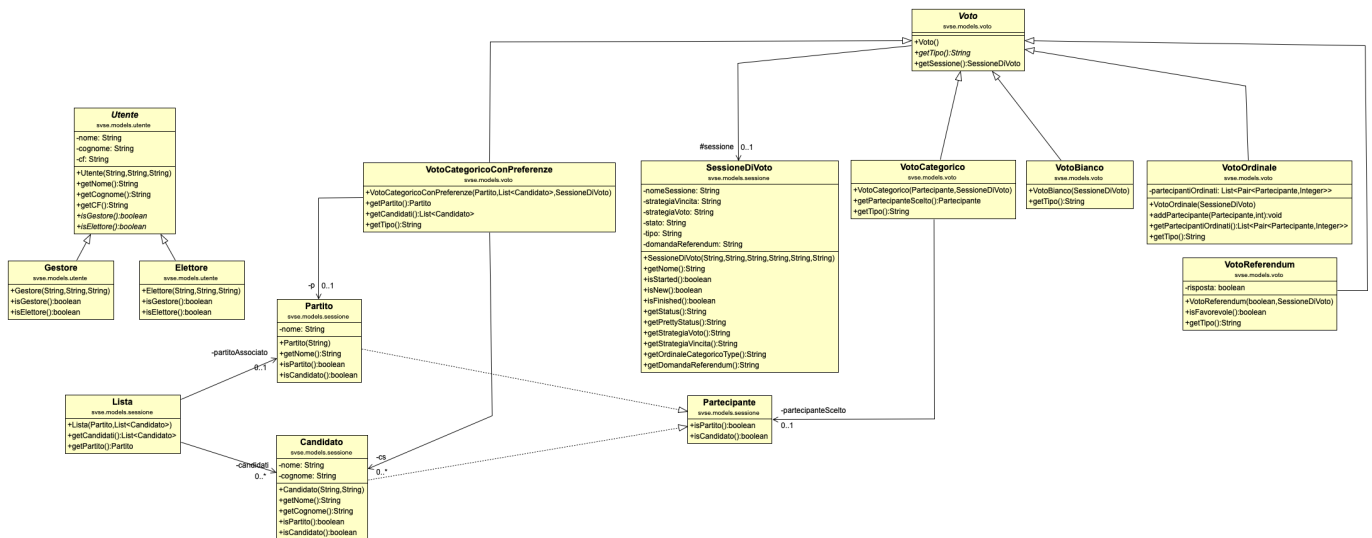 Voto
svse.models.voto
+Voto()
+getTipo():String
+getSessione():SessioneDiVoto
Utente
svse.models.utente
-nome: String
-cognome: String
-cf: String
+Utente(String,String,String)
+getNome():String
+getCognome():String
+getCF():String
+isGestore():boolean
+isElettore():boolean
#sessione
0..1
VotoCategoricoConPreferenze
svse.models.voto
+VotoCategoricoConPreferenze(Partito,List<Candidato>,SessioneDiVoto)
+getPartito():Partito
+getCandidati():List<Candidato>
+getTipo():String
SessioneDiVoto
svse.models.sessione
-nomeSessione: String
-strategiaVincita: String
-strategiaVoto: String
-stato: String
-tipo: String
-domandaReferendum: String
+SessioneDiVoto(String,String,String,String,String,String)
+getNome():String
+isStarted():boolean
+isNew():boolean
+isFinished():boolean
+getStatus():String
+getPrettyStatus():String
+getStrategiaVoto():String
+getStrategiaVincita():String
+getOrdinaleCategoricoType():String
+getDomandaReferendum():String
VotoCategorico
svse.models.voto
+VotoCategorico(Partecipante,SessioneDiVoto)
+getPartecipanteScelto():Partecipante
+getTipo():String
VotoBianco
svse.models.voto
+VotoBianco(SessioneDiVoto)
+getTipo():String
VotoOrdinale
svse.models.voto
-partecipantiOrdinati: List<Pair<Partecipante,Integer>>
+VotoOrdinale(SessioneDiVoto)
+addPartecipante(Partecipante,int):void
+getPartecipantiOrdinati():List<Pair<Partecipante,Integer>>
+getTipo():String
Gestore
svse.models.utente
+Gestore(String,String,String)
+isGestore():boolean
+isElettore():boolean
Elettore
svse.models.utente
+Elettore(String,String,String)
+isGestore():boolean
+isElettore():boolean
VotoReferendum
svse.models.voto
-risposta: boolean
+VotoReferendum(boolean,SessioneDiVoto)
+isFavorevole():boolean
+getTipo():String
-p
0..1
Partito
svse.models.sessione
-nome: String
+Partito(String)
+getNome():String
+isPartito():boolean
+isCandidato():boolean
-partitoAssociato
0..1
Lista
svse.models.sessione
+Lista(Partito,List<Candidato>)
+getCandidati():List<Candidato>
+getPartito():Partito
Partecipante
svse.models.sessione
+isPartito():boolean
+isCandidato():boolean
-partecipanteScelto
0..1
-candidati
0..*
-cs
0..*
Candidato
svse.models.sessione
-nome: String
-cognome: String
+Candidato(String,String)
+getNome():String
+getCognome():String
+isPartito():boolean
+isCandidato():boolean